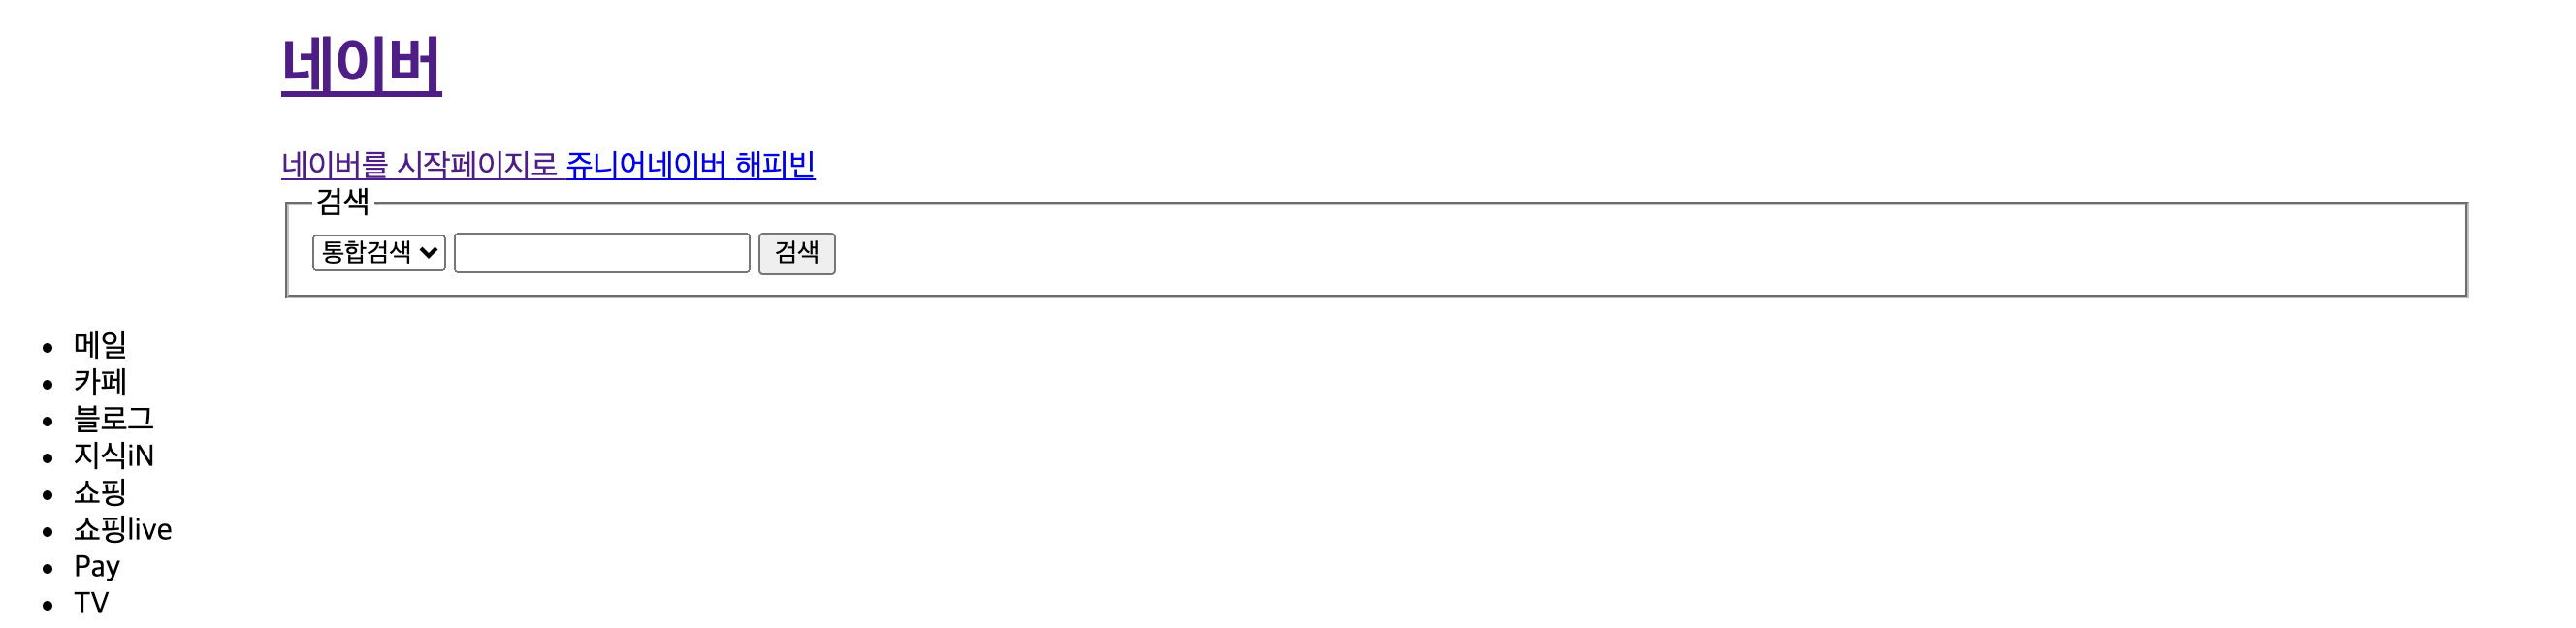 네이버
네이버를 시작페이지로 쥬니어네이버 해피빈
검색
통합검색 검색
메일
카페
블로그
지식iN
쇼핑
쇼핑live
Pay
TV